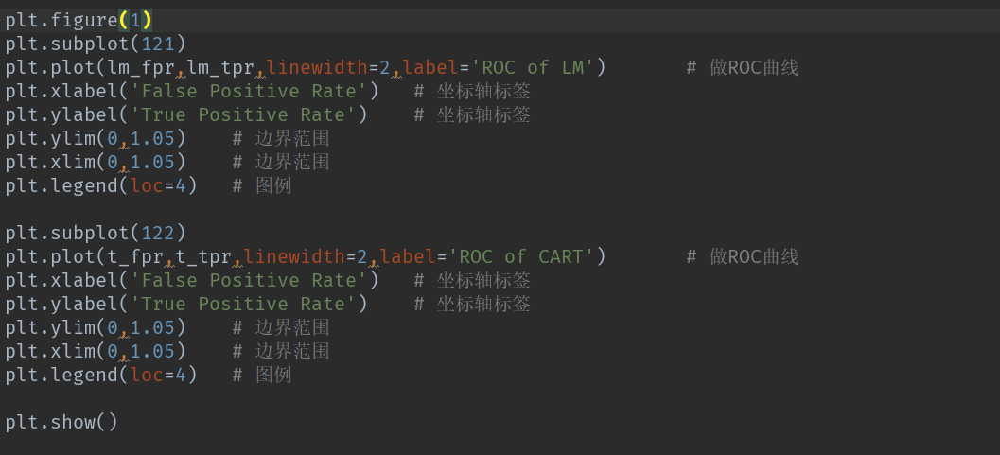 plt.figure(1)
plt.subplot(121)
plt.plot(lm_fpr,lm_tpr,linewidth=2,label='ROC of LM')       # 做ROC曲线
plt.xlabel('False Positive Rate')   # 坐标轴标签
plt.ylabel('True Positive Rate')    # 坐标轴标签
plt.ylim(0,1.05)    # 边界范围
plt.xlim(0,1.05)    # 边界范围
plt.legend(loc=4)   # 图例

plt.subplot(122)
plt.plot(t_fpr,t_tpr,linewidth=2,label='ROC of CART')       # 做ROC曲线
plt.xlabel('False Positive Rate')   # 坐标轴标签
plt.ylabel('True Positive Rate')    # 坐标轴标签
plt.ylim(0,1.05)    # 边界范围
plt.xlim(0,1.05)    # 边界范围
plt.legend(loc=4)   # 图例

plt.show()